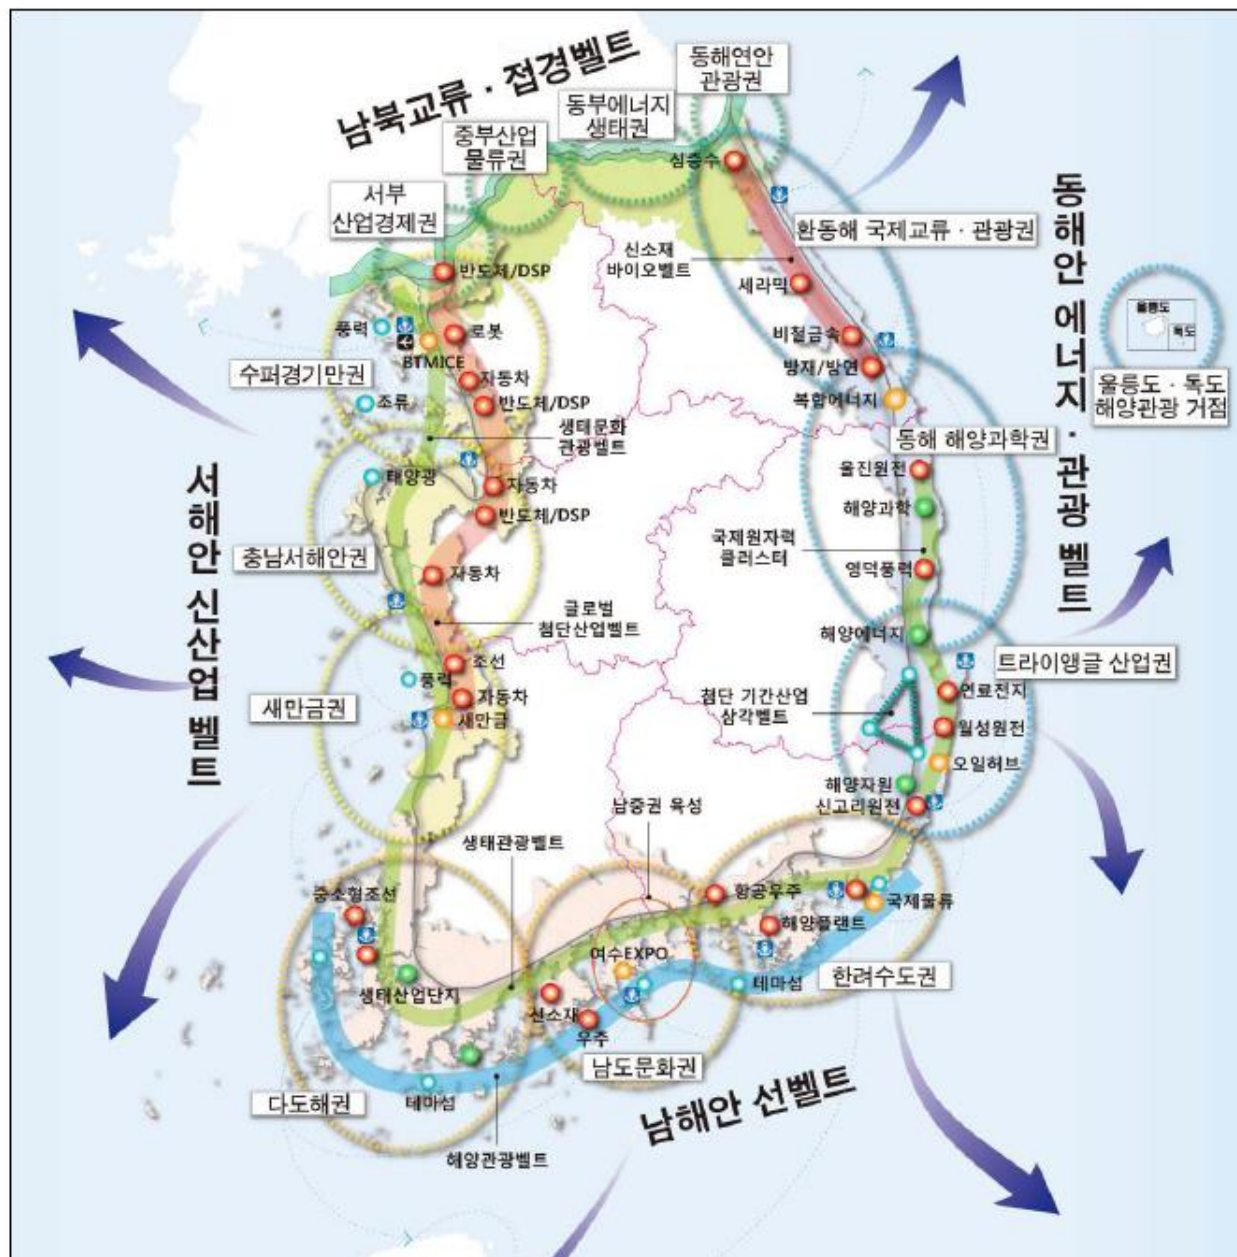 남북교류 · 접경벨트
동해연안
관광권
동부에너지
생태권
중부산업
물류권
서부
산업경제권
심층수
환동해 국제교류 · 관광권
신소재
바이오벨트
세라믹
비철금속
방재/방면
복합에너지
동해안 에너지 · 관광 벨트
울릉도
독도
울릉도 · 독도
해양관광 거점
반도체/DSP
풍력
로봇
BTMICE
수퍼경기만권
자동차
조류
반도체/DSP
생태문화
관광벨트
태양광
자동차
반도체/DSP
서해안 신산업 벨트
충남서해안권
자동차
글로벌
첨단산업벨트
조선
풍력
자동차
새만금권
새만금
동해 해양과학권
울진원전
해양과학
국제원자력
클러스터
영덕풍력
해양에너지
트라이앵글 산업권
첨단 기간산업
삼각벨트
연료전지
월성원전
오일허브
해양자원
신고리원전
남중권 육성
생태관광벨트
중소형조선
항공우주
국제물류
해양플랜트
여수EXPO
생태산업단지
테마섬
한려수도권
신소재
우주
남도문화권
다도해권
테마섬
해양관광벨트
남해안 선벨트